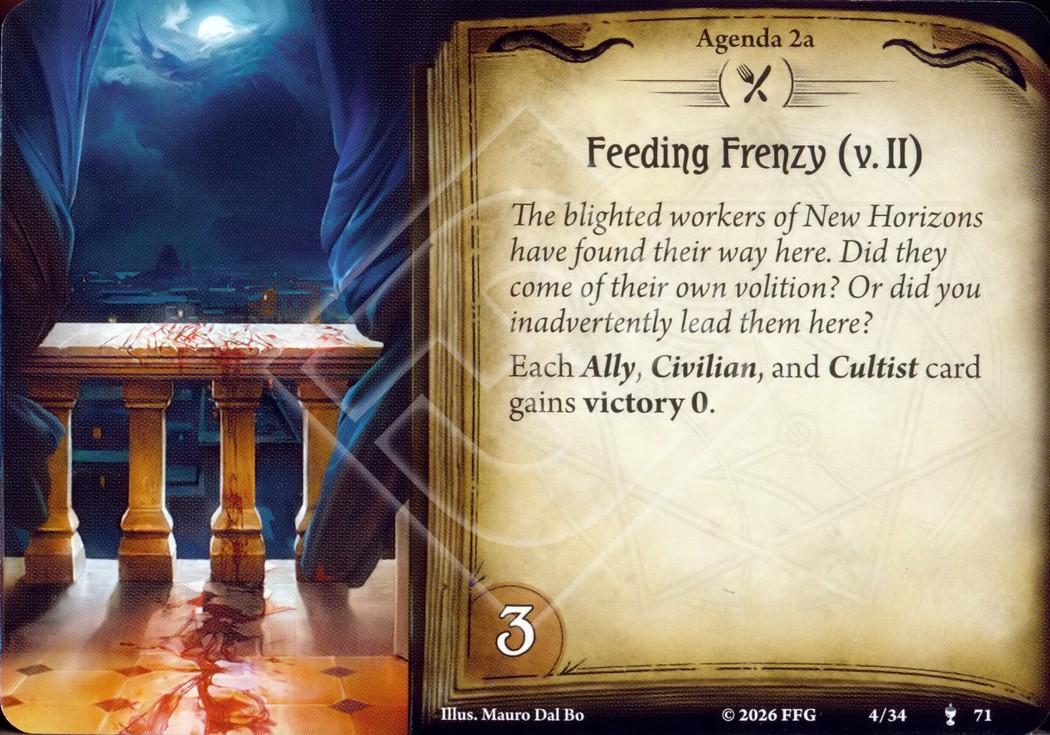 Agenda 2a
Feeding Frenzy (v. II)
The blighted workers of New Horizons
have found their way here. Did they
come of their own volition? Or did you
inadvertently lead them here?
Each Ally, Civilian, and Cultist card
gains victory 0.
3
Illus. Mauro Dal Bo
© 2026 FFG
4/34
71